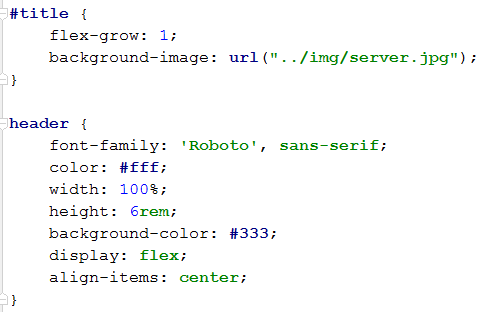 #title {
    flex-grow: 1;
    background-image: url("../img/server.jpg");
}

header {
    font-family: 'Roboto', sans-serif;
    color: #fff;
    width: 100%;
    height: 6rem;
    background-color: #333;
    display: flex;
    align-items: center;
}